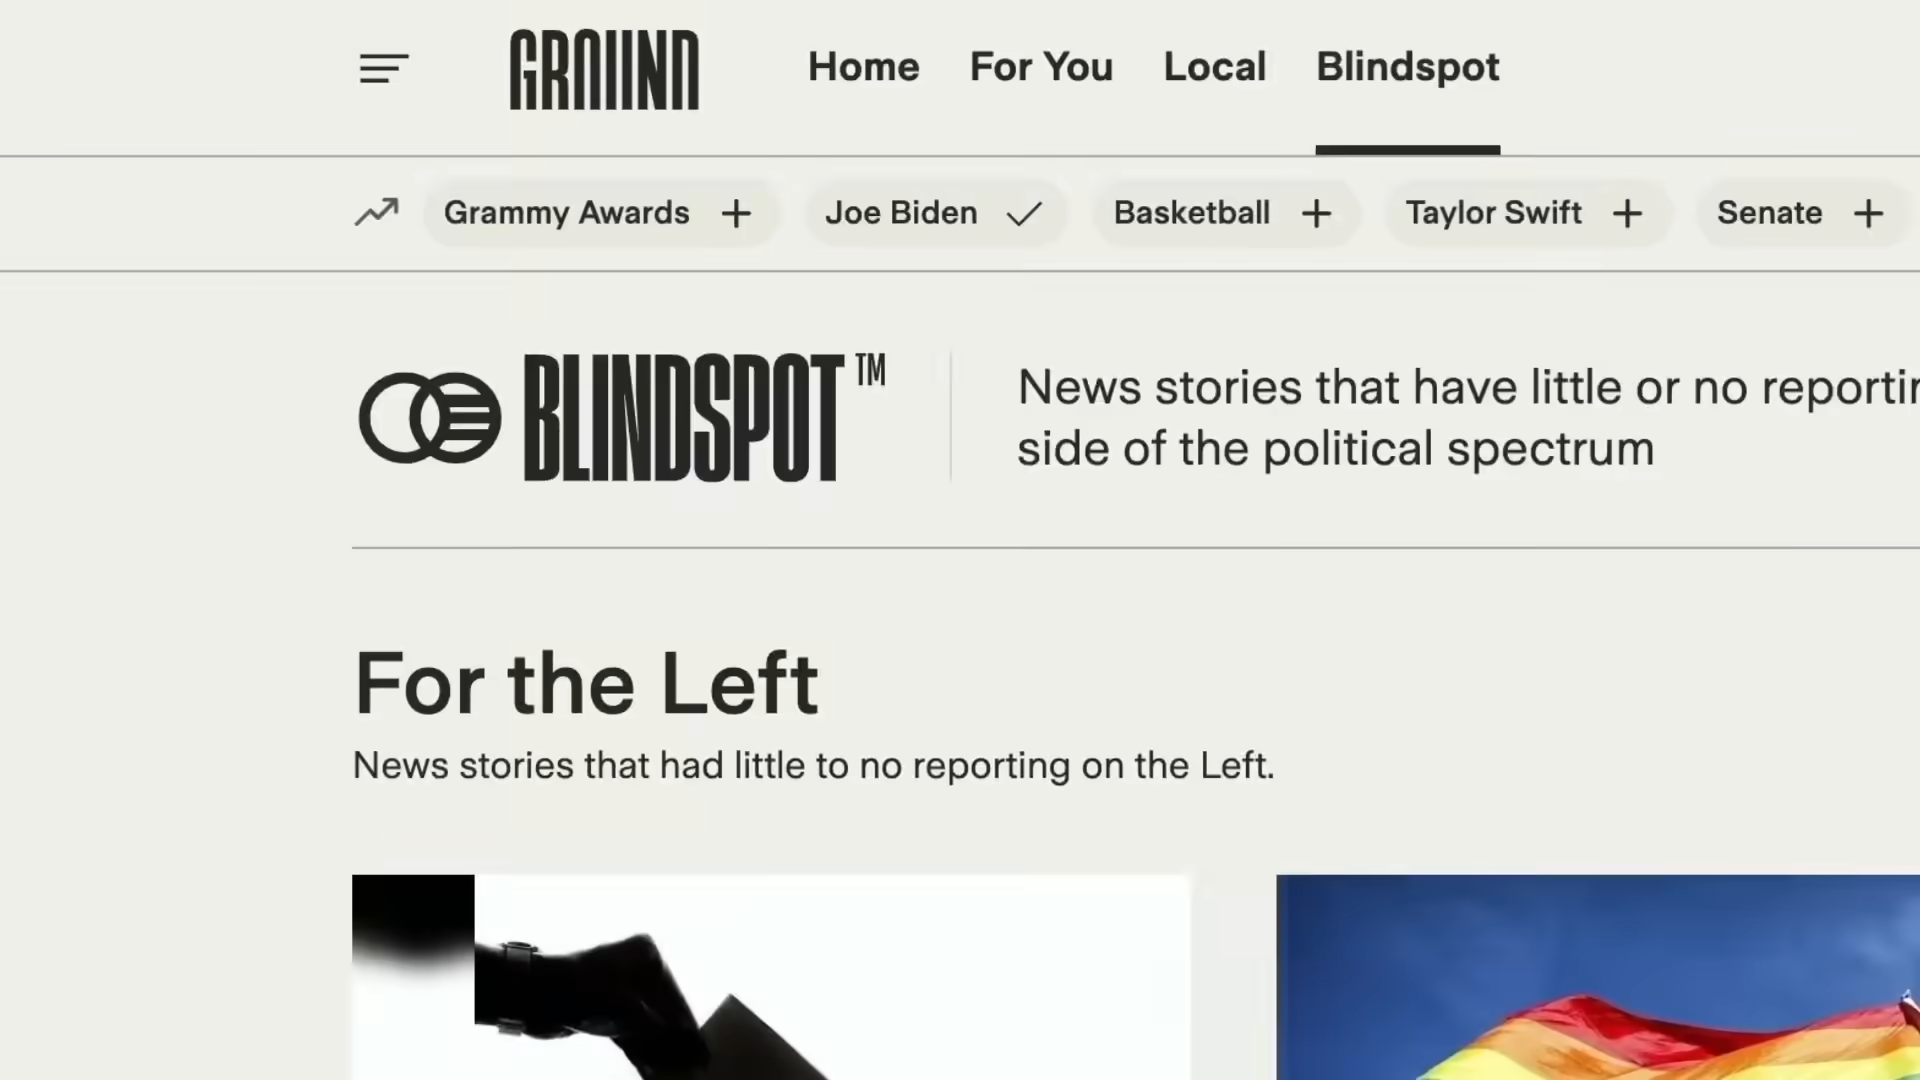 GROUND
Home For You Local Blindspot
Grammy Awards + Joe Biden Basketball + Taylor Swift + Senate +
BLINDSPOT™
News stories that have little or no
side of the political spectrum
For the Left
News stories that had little to no reporting on the Left.